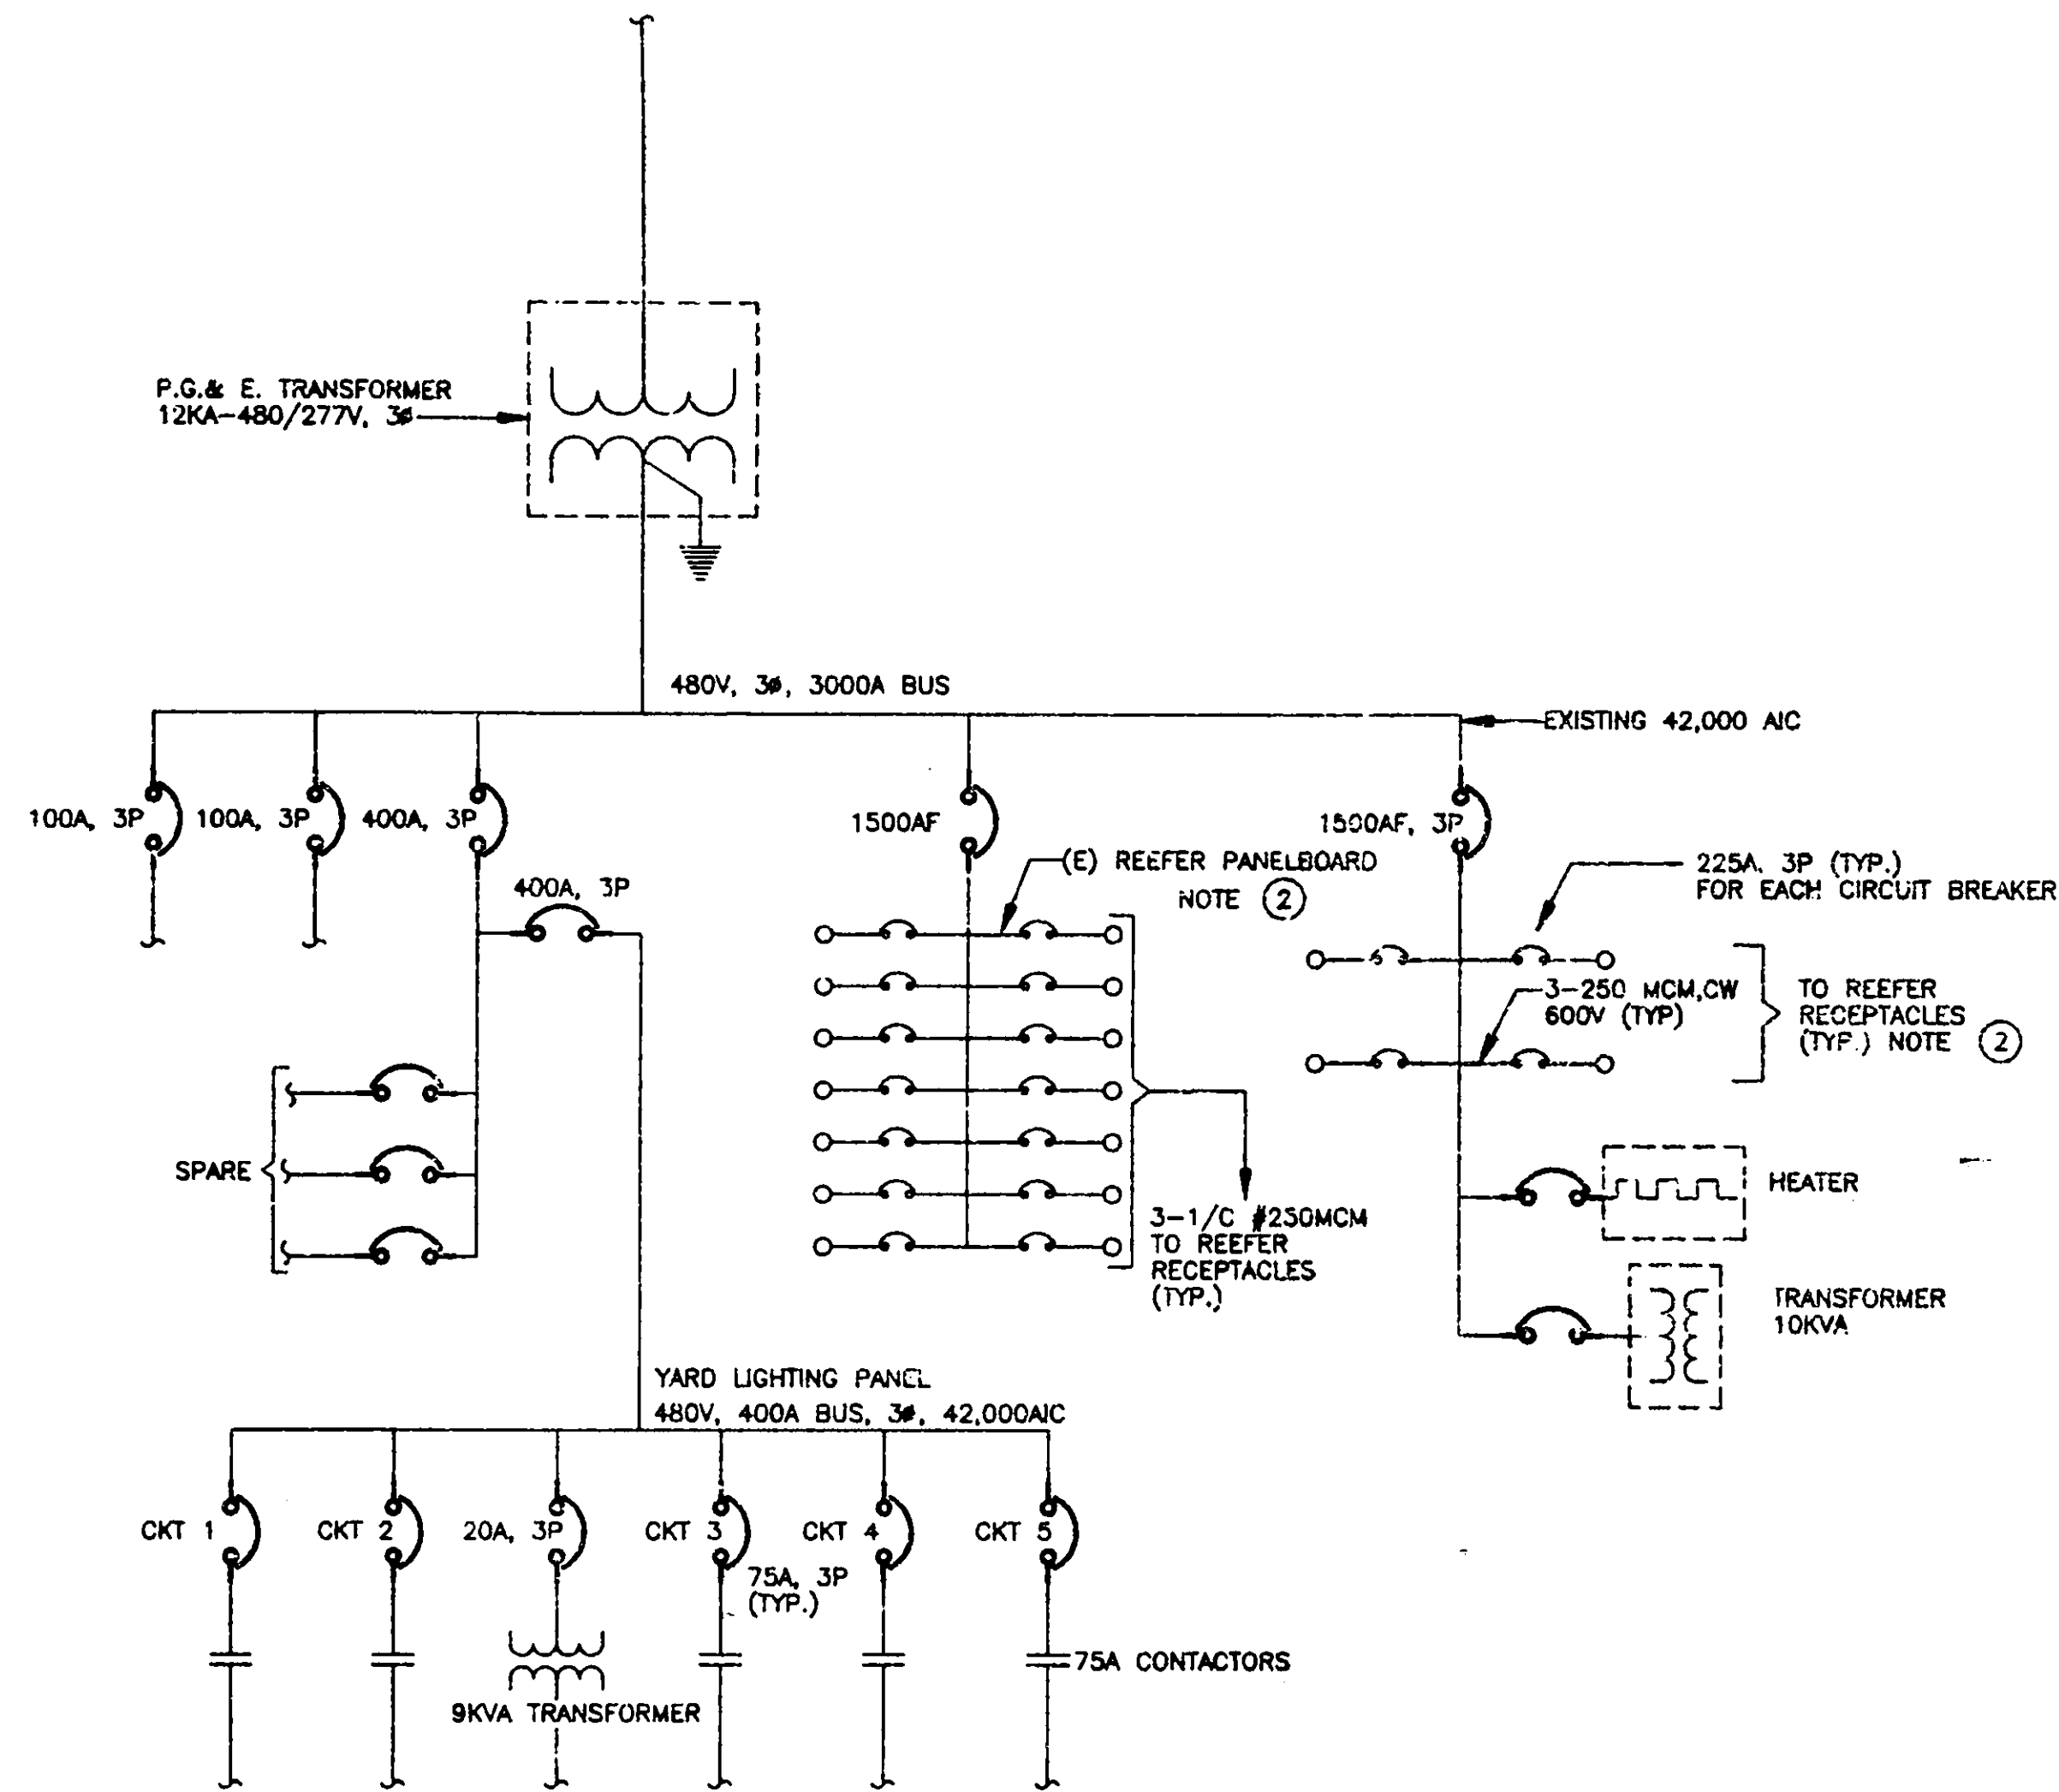 P.G.& E. TRANSFORMER
12KA-480/277V, 3ø
480V, 3ø, 3000A BUS
EXISTING 42,000 AIC
100A, 3P
100A, 3P
400A, 3P
1500AF
1500AF, 3P
400A, 3P
(E) REEFER PANELBOARD
NOTE 2
225A, 3P (TYP.)
FOR EACH CIRCUIT BREAKER
3-250 MCM,CW
600V (TYP)
TO REEFER
RECEPTACLES
(TYP.) NOTE 2
SPARE
HEATER
3-1/C #250MCM
TO REEFER
RECEPTACLES
(TYP.)
TRANSFORMER
10KVA
YARD LIGHTING PANEL
480V, 400A BUS, 3ø, 42,000AIC
CKT 1
CKT 2
20A, 3P
CKT 3
CKT 4
CKT 5
75A, 3P
(TYP.)
75A CONTACTORS
9KVA TRANSFORMER